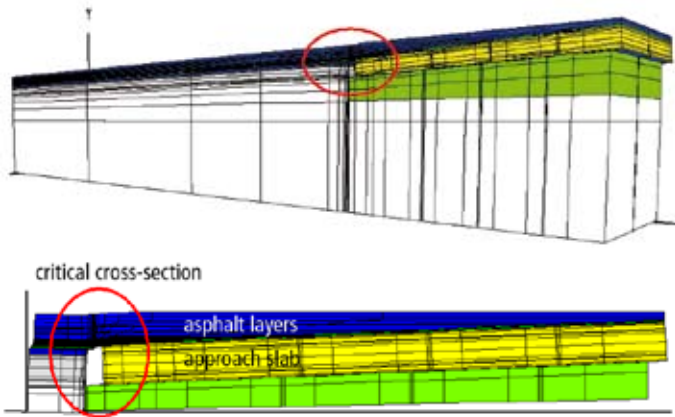 Y
critical cross-section
asphalt layers
approach slab